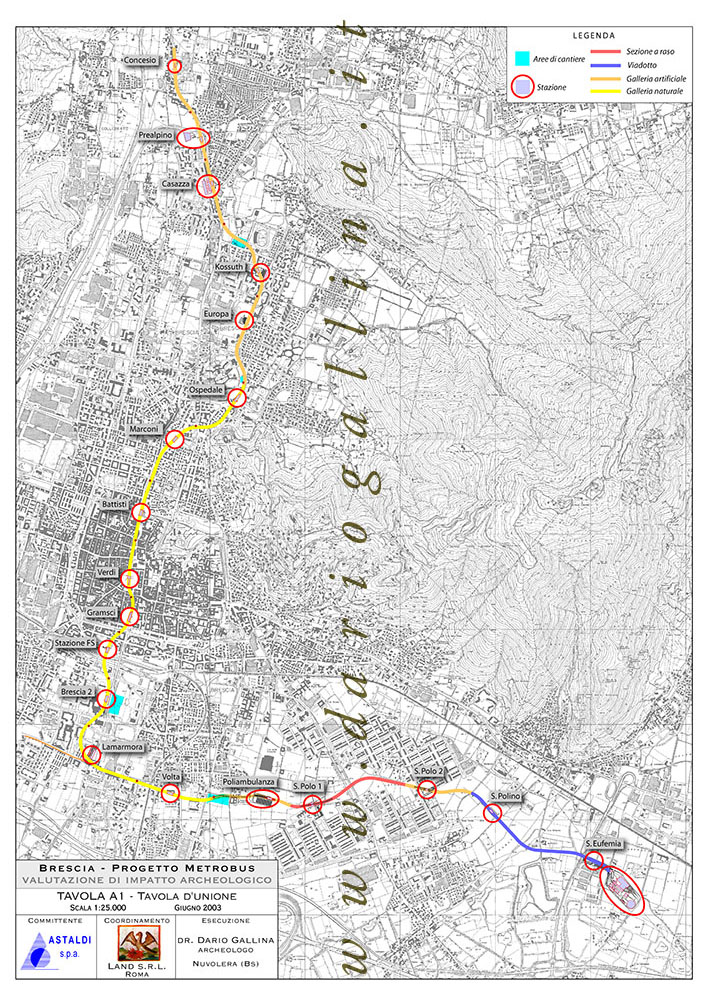 LEGENDA
Aree di cantiere
Stazione
Sezione a raso
Viadotto
Galleria artificiale
Galleria naturale
Concesio
Prealpino
Casazza
Kossuth
Europa
Ospedale
Marconi
Battisti
Verdi
Gramsci
Stazione FS
Brescia 2
Lamarmora
Volta
Poliambulanza
S.Polo 1
S.Polo 2
S.Polino
S.Eufemia
BRESCIA
www.dariogallina.it
BRESCIA - PROGETTO METROBUS
VALUTAZIONE DI IMPATTO ARCHEOLOGICO
TAVOLA A1 - TAVOLA D'UNIONE
SCALA 1:25.000 GIUGNO 2003
COMMITTENTE
ASTALDI
s.p.a.
COORDINAMENTO
LAND S.R.L.
ROMA
ESECUZIONE
DR. DARIO GALLINA
ARCHEOLOGO
NUVOLERA (BS)